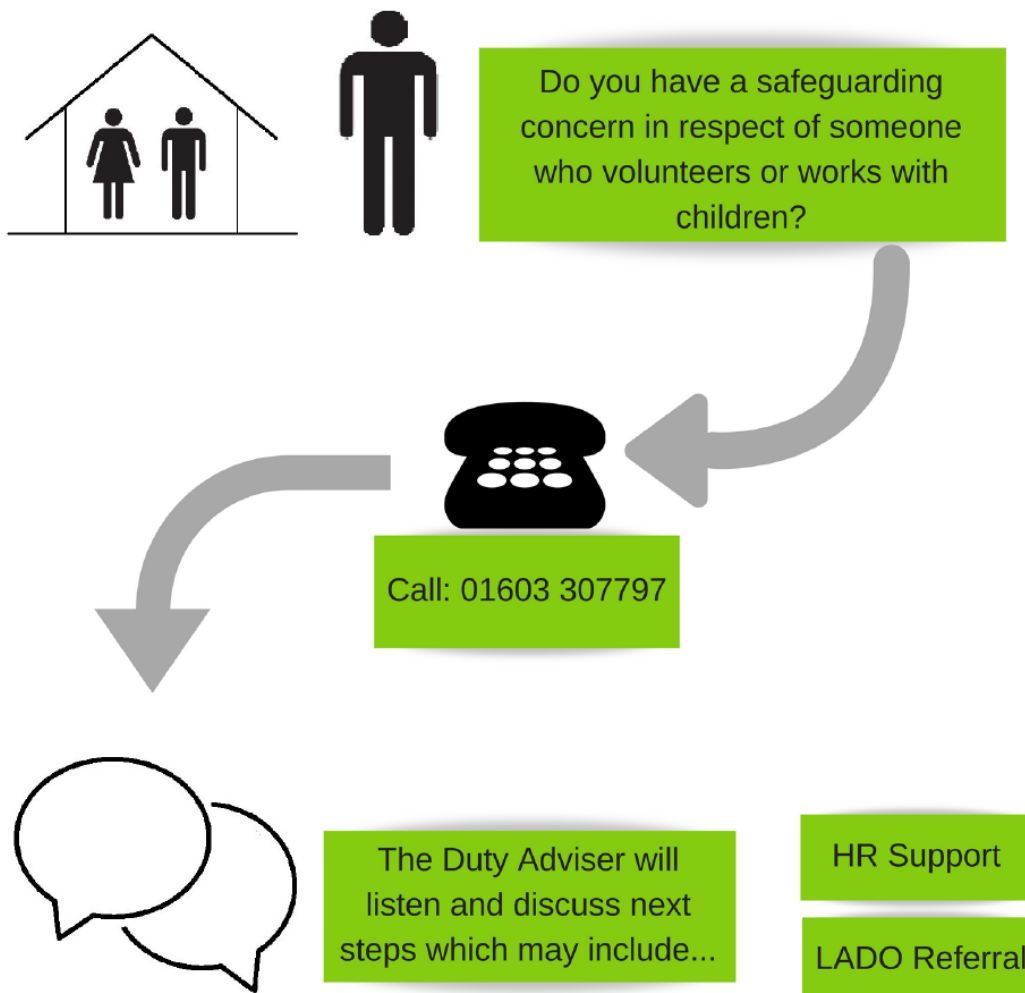 Do you have a safeguarding
concern in respect of someone
who volunteers or works with
children?
Call: 01603 307797
The Duty Adviser will
listen and discuss next
steps which may include...
HR Support
LADO Referral